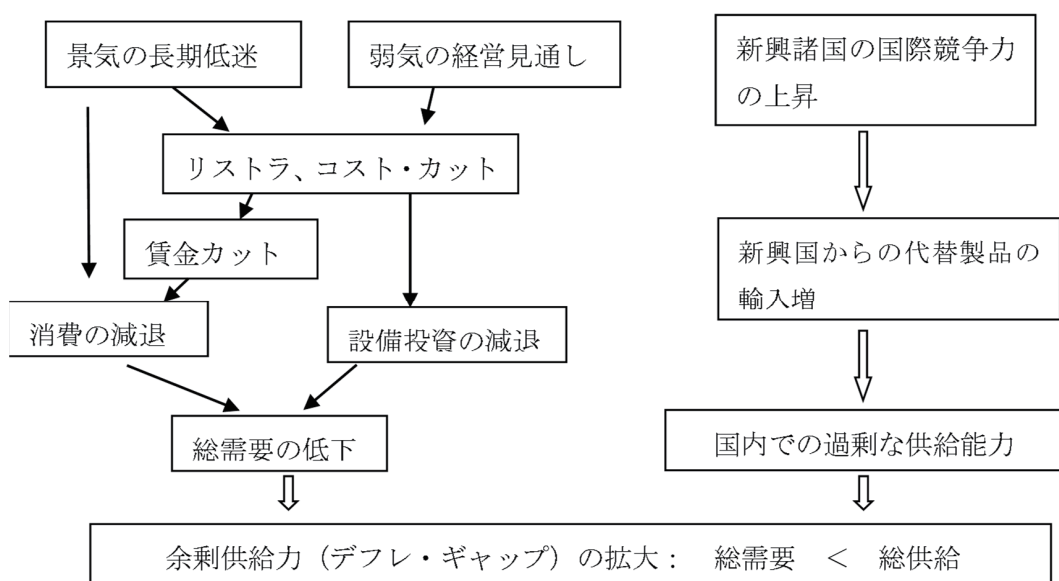 景気の長期低迷
弱気の経営見通し
新興諸国の国際競争力
の上昇
リストラ、コスト・カット
賃金カット
新興国からの代替製品の
輸入増
消費の減退
設備投資の減退
総需要の低下
国内での過剰な供給能力
余剰供給力（デフレ・ギャップ）の拡大： 総需要 ＜ 総供給